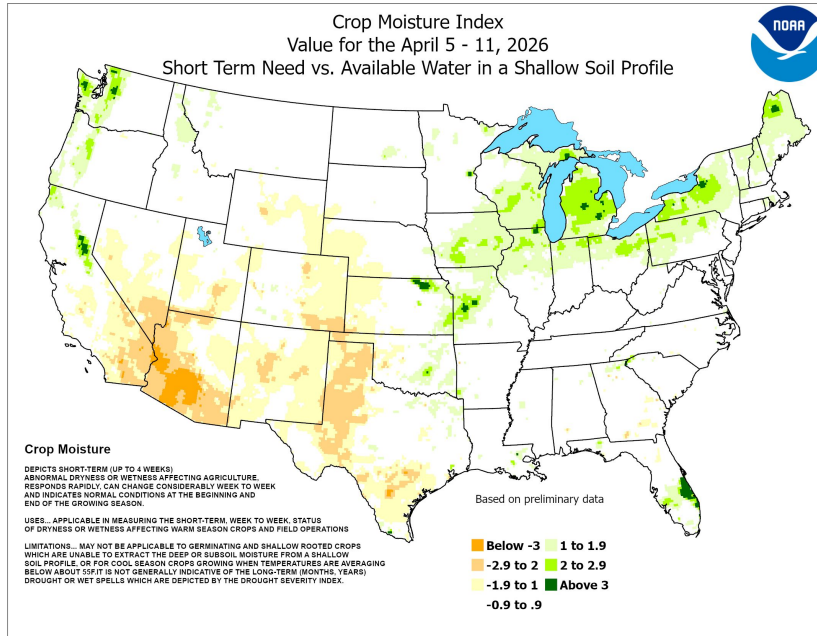 Crop Moisture Index
Value for the April 5 - 11, 2026
Short Term Need vs. Available Water in a Shallow Soil Profile
NOAA
Crop Moisture
DEPICTS SHORT-TERM (UP TO 4 WEEKS)
ABNORMAL DRYNESS OR WETNESS AFFECTING AGRICULTURE,
RESPONDS RAPIDLY, CAN CHANGE CONSIDERABLY WEEK TO WEEK
AND INDICATES NORMAL CONDITIONS AT THE BEGINNING AND
END OF THE GROWING SEASON.
USES... APPLICABLE IN MEASURING THE SHORT-TERM, WEEK TO WEEK, STATUS
OF DRYNESS OR WETNESS AFFECTING WARM SEASON CROPS AND FIELD OPERATIONS
LIMITATIONS... MAY NOT BE APPLICABLE TO GERMINATING AND SHALLOW ROOTED CROPS
WHICH ARE UNABLE TO EXTRACT THE DEEP OR SUBSOIL MOISTURE FROM A SHALLOW
SOIL PROFILE, OR FOR COOL SEASON CROPS GROWING WHEN TEMPERATURES ARE AVERAGING
BELOW ABOUT 55F.IT IS NOT GENERALLY INDICATIVE OF THE LONG-TERM (MONTHS, YEARS)
DROUGHT OR WET SPELLS WHICH ARE DEPICTED BY THE DROUGHT SEVERITY INDEX.
Based on preliminary data
Below -3
-2.9 to 2
-1.9 to 1
-0.9 to .9
1 to 1.9
2 to 2.9
Above 3